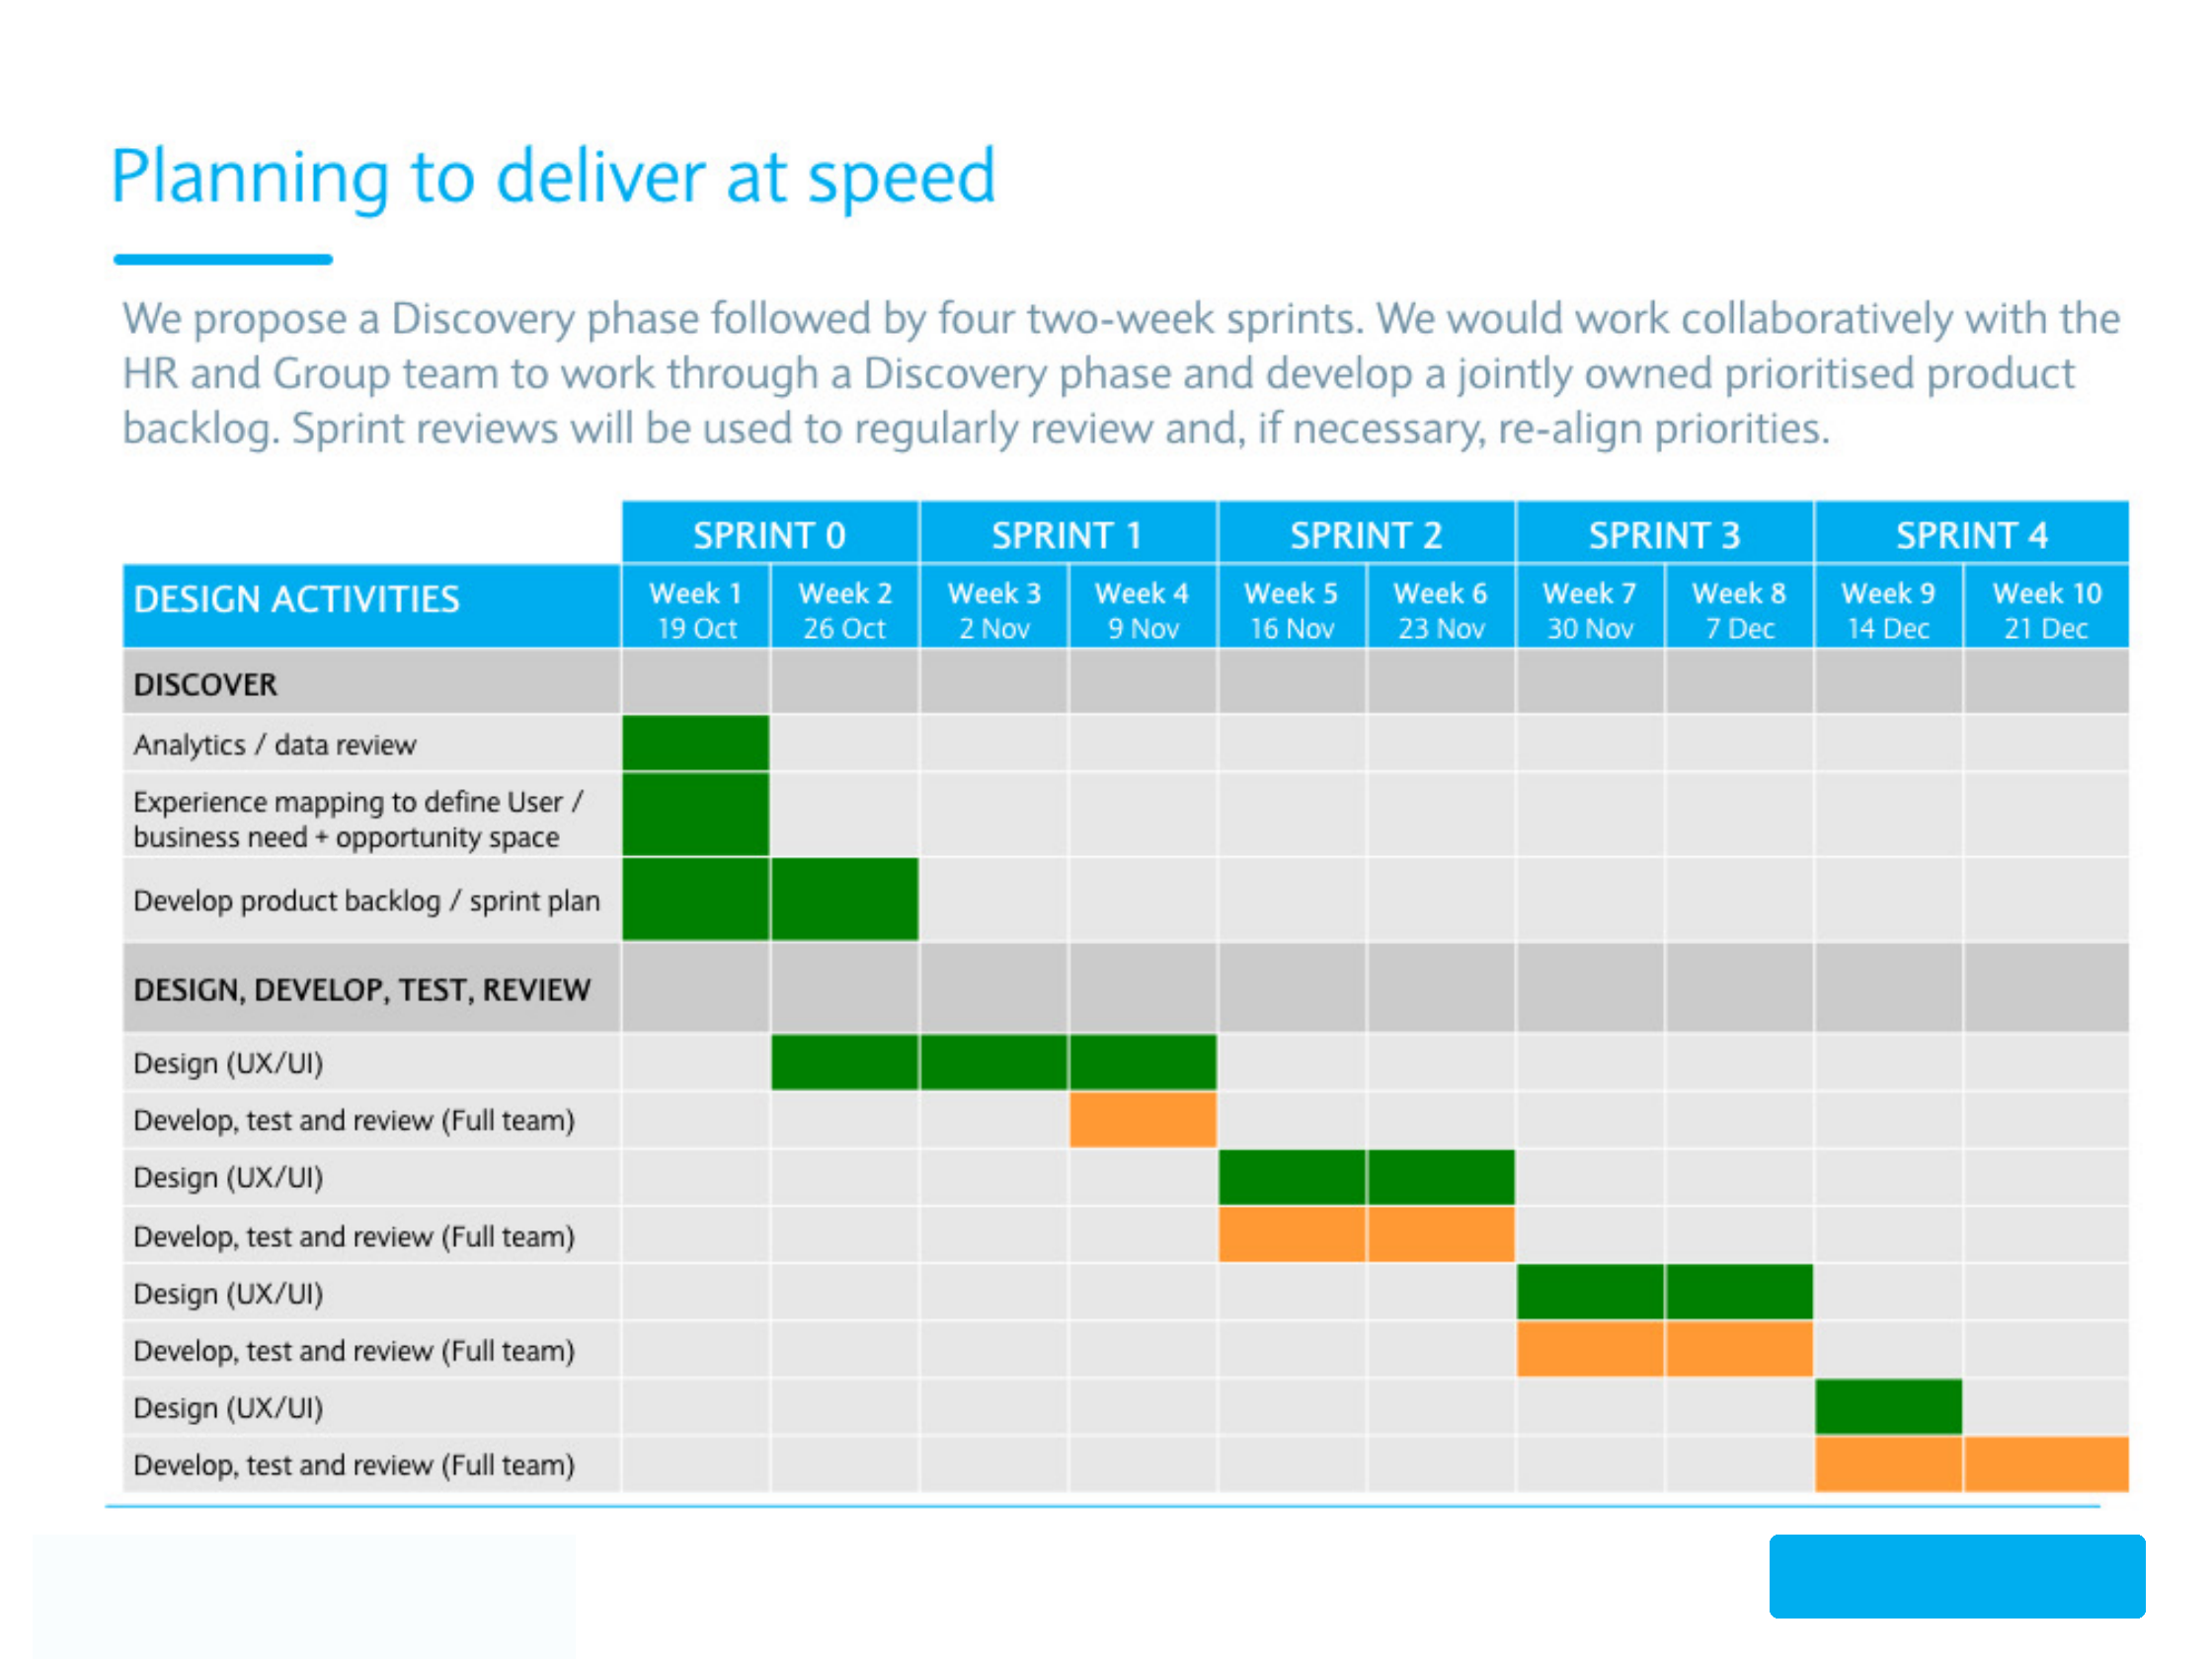 Planning to deliver at speed
We propose a Discovery phase followed by four two-week sprints. We would work collaboratively with the
HR and Group team to work through a Discovery phase and develop a jointly owned prioritised product
backlog. Sprint reviews will be used to regularly review and, if necessary, re-align priorities.
SPRINT 0 SPRINT 1 SPRINT 2 SPRINT 3 SPRINT 4
DESIGN ACTIVITIES Week 1 Week 2 Week 3 Week 4 Week 5 Week 6 Week 7 Week 8 Week 9 Week 10
19 Oct 26 Oct 2 Nov 9 Nov 16 Nov 23 Nov 30 Nov 7 Dec 14 Dec 21 Dec
DISCOVER
Analytics / data review
Experience mapping to define User /
business need + opportunity space
Develop product backlog / sprint plan
DESIGN, DEVELOP, TEST, REVIEW
Design (UX/UI)
Develop, test and review (Full team)
Design (UX/UI)
Develop, test and review (Full team)
Design (UX/UI)
Develop, test and review (Full team)
Design (UX/UI)
Develop, test and review (Full team)